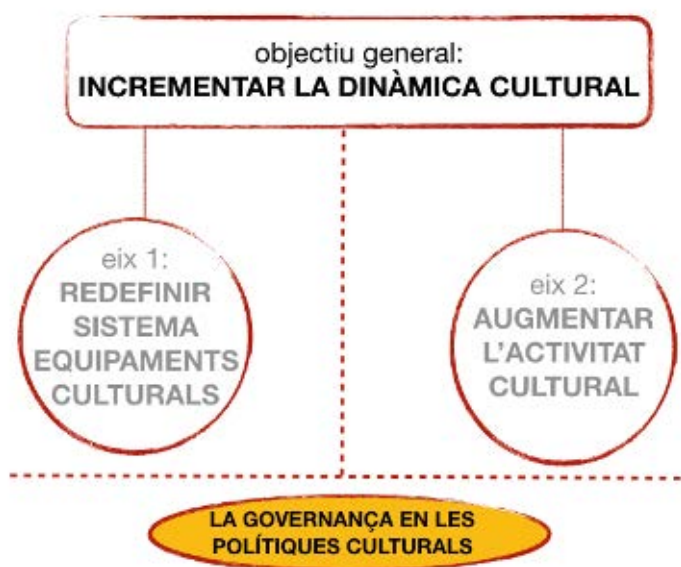 objectiu general:
INCREMENTAR LA DINÀMICA CULTURAL
eix 1:
REDEFINIR
SISTEMA
EQUIPAMENTS
CULTURALS
eix 2:
AUGMENTAR
L'ACTIVITAT
CULTURAL
LA GOVERNANÇA EN LES
POLÍTIQUES CULTURALS